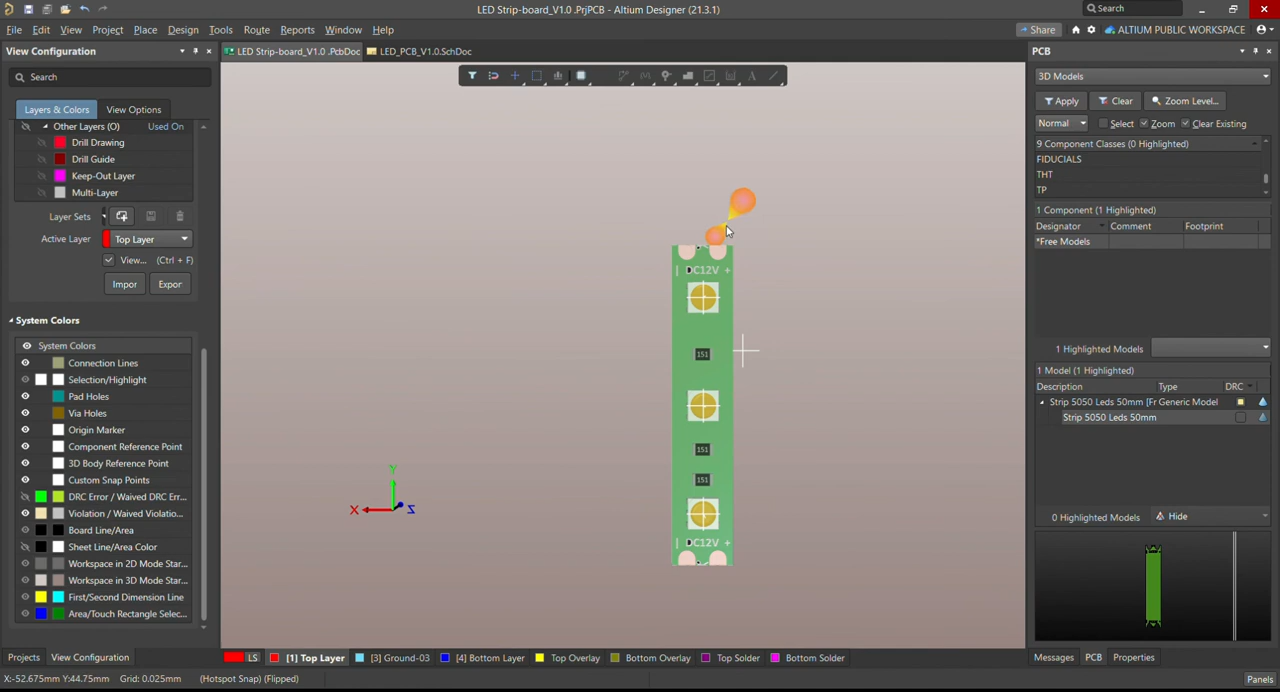 LED Strip-board_V1.0 .PrjPCB - Altium Designer (21.3.1)
Search
File Edit View Project Place Design Tools Route Reports Window Help
Share
ALTIUM PUBLIC WORKSPACE
View Configuration
LED Strip-board_V1.0 .PcbDoc
LED_PCB_V1.0.SchDoc
PCB
Search
3D Models
Layers & Colors
View Options
Apply
Clear
Zoom Level...
Normal
Select
Zoom
Clear Existing
Other Layers (O) Used On
Drill Drawing
Drill Guide
Keep-Out Layer
Multi-Layer
9 Component Classes (0 Highlighted)
FIDUCIALS
THT
TP
Layer Sets
Active Layer
Top Layer
View... (Ctrl + F)
Impor
Expor
1 Component (1 Highlighted)
Designator Comment Footprint
*Free Models
System Colors
System Colors
Connection Lines
Selection/Highlight
Pad Holes
Via Holes
Origin Marker
Component Reference Point
3D Body Reference Point
Custom Snap Points
DRC Error / Waived DRC Err...
Violation / Waived Violatio...
Board Line/Area
Sheet Line/Area Color
Workspace in 2D Mode Star...
Workspace in 3D Mode Star...
First/Second Dimension Line
Area/Touch Rectangle Selec...
| DC12V +
151
151
151
| DC12V +
Y
X
Z
1 Highlighted Models
1 Model (1 Highlighted)
Description Type DRC
Strip 5050 Leds 50mm [Fr Generic Model
Strip 5050 Leds 50mm
0 Highlighted Models
Hide
Projects
View Configuration
LS
[1] Top Layer
[3] Ground-03
[4] Bottom Layer
Top Overlay
Bottom Overlay
Top Solder
Bottom Solder
Messages
PCB
Properties
X:-52.675mm Y:44.75mm Grid: 0.025mm (Hotspot Snap) (Flipped)
Panels